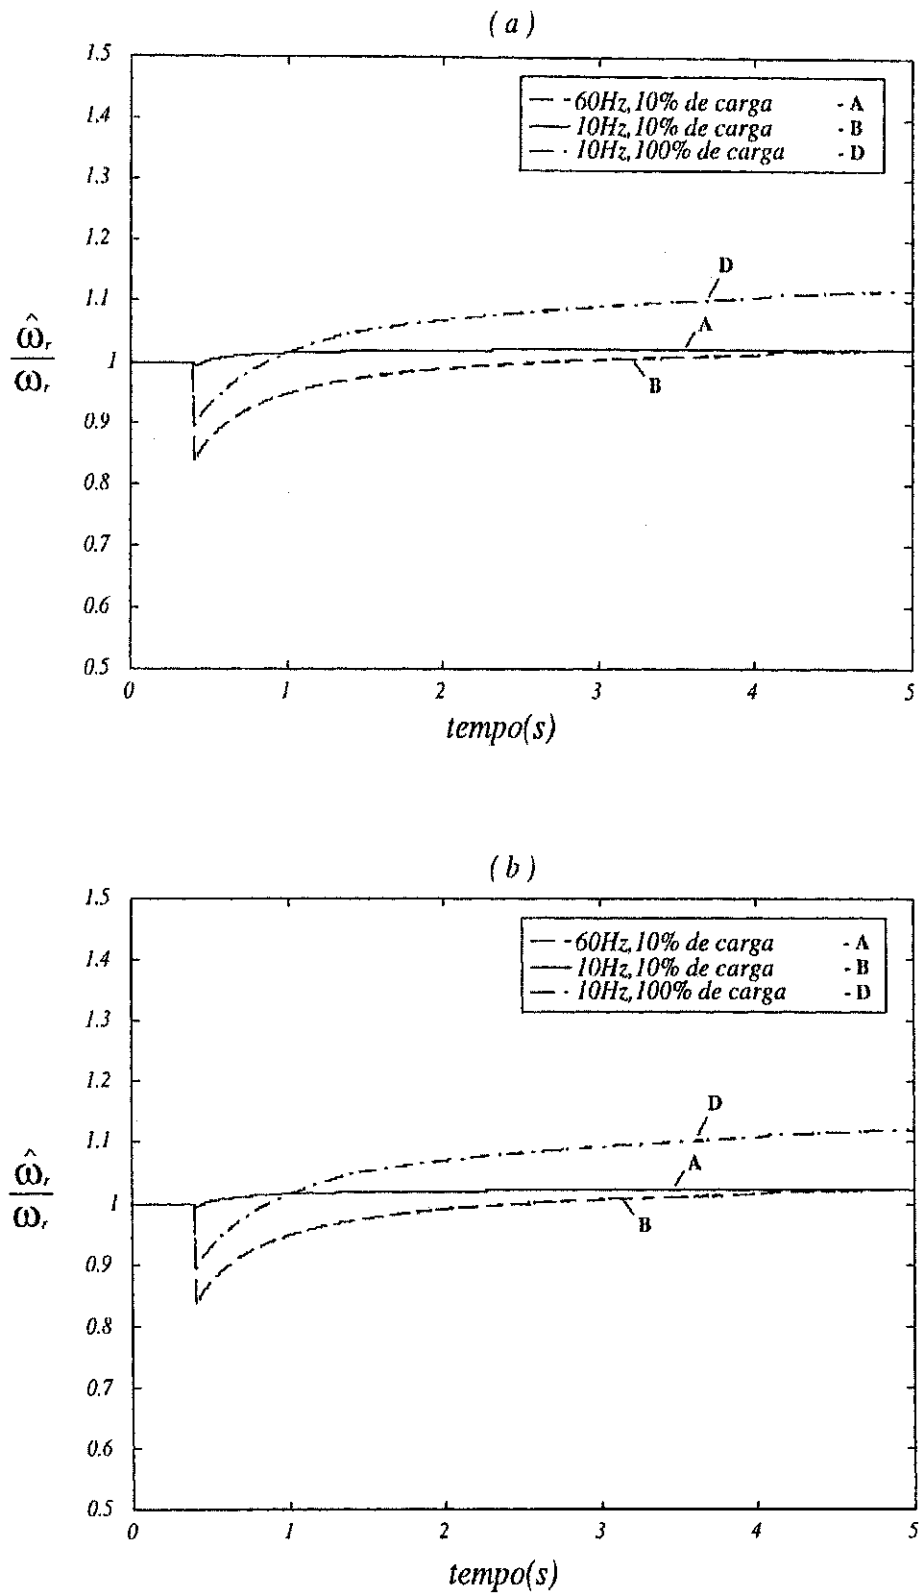 ( a )
1.5
1.4
1.3
1.2
1.1
1
0.9
0.8
0.7
0.6
0.5
ω̂r
ωr
60Hz,10% de carga - A
10Hz,10% de carga - B
10Hz,100% de carga - D
D
A
B
0 1 2 3 4 5
tempo(s)
( b )
1.5
1.4
1.3
1.2
1.1
1
0.9
0.8
0.7
0.6
0.5
ω̂r
ωr
60Hz,10% de carga - A
10Hz,10% de carga - B
10Hz,100% de carga - D
D
A
B
0 1 2 3 4 5
tempo(s)